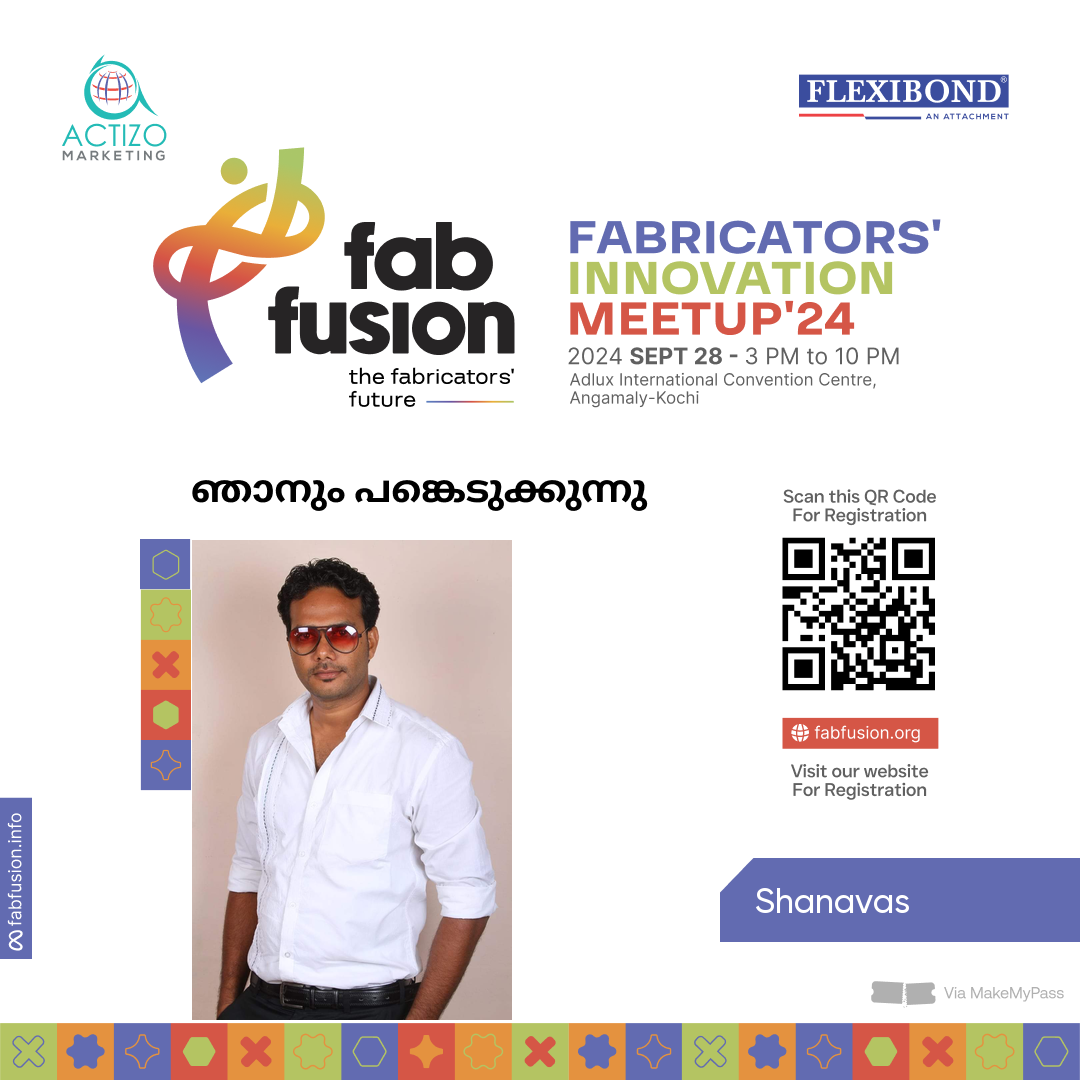 ACTIZO
MARKETING
FLEXIBOND®
AN ATTACHMENT
fab
fusion
the fabricators'
future
FABRICATORS'
INNOVATION
MEETUP'24
2024 SEPT 28 - 3 PM to 10 PM
Adlux International Convention Centre,
Angamaly-Kochi
ഞാനും പങ്കെടുക്കുന്നു
Scan this QR Code
For Registration
fabfusion.org
Visit our website
For Registration
fabfusion.info
Shanavas
Via MakeMyPass